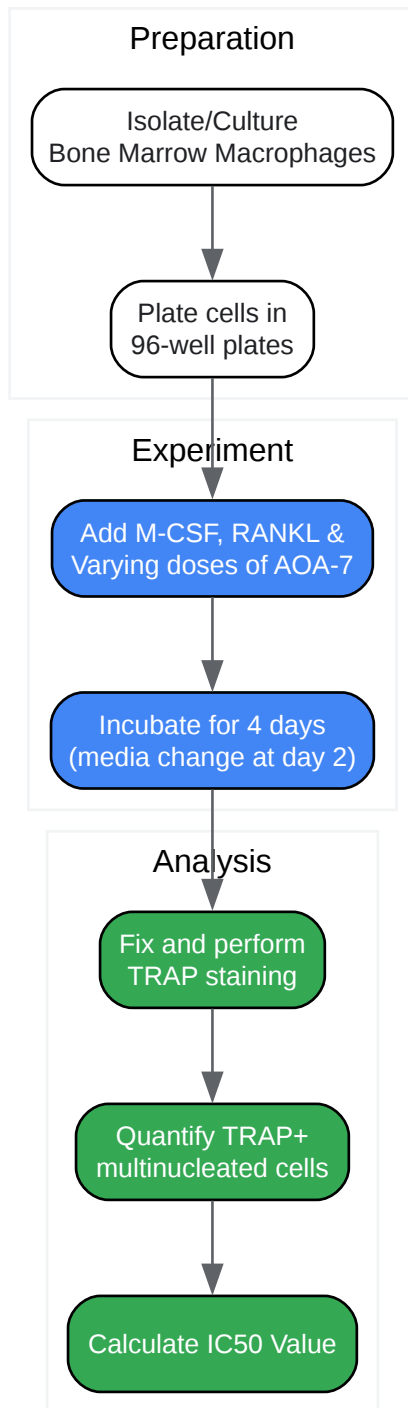 Preparation
Isolate/Culture
Bone Marrow Macrophages
Plate cells in
96-well plates
Experiment
Add M-CSF, RANKL &
Varying doses of AOA-7
Incubate for 4 days
(media change at day 2)
Analysis
Fix and perform
TRAP staining
Quantify TRAP+
multinucleated cells
Calculate IC50 Value